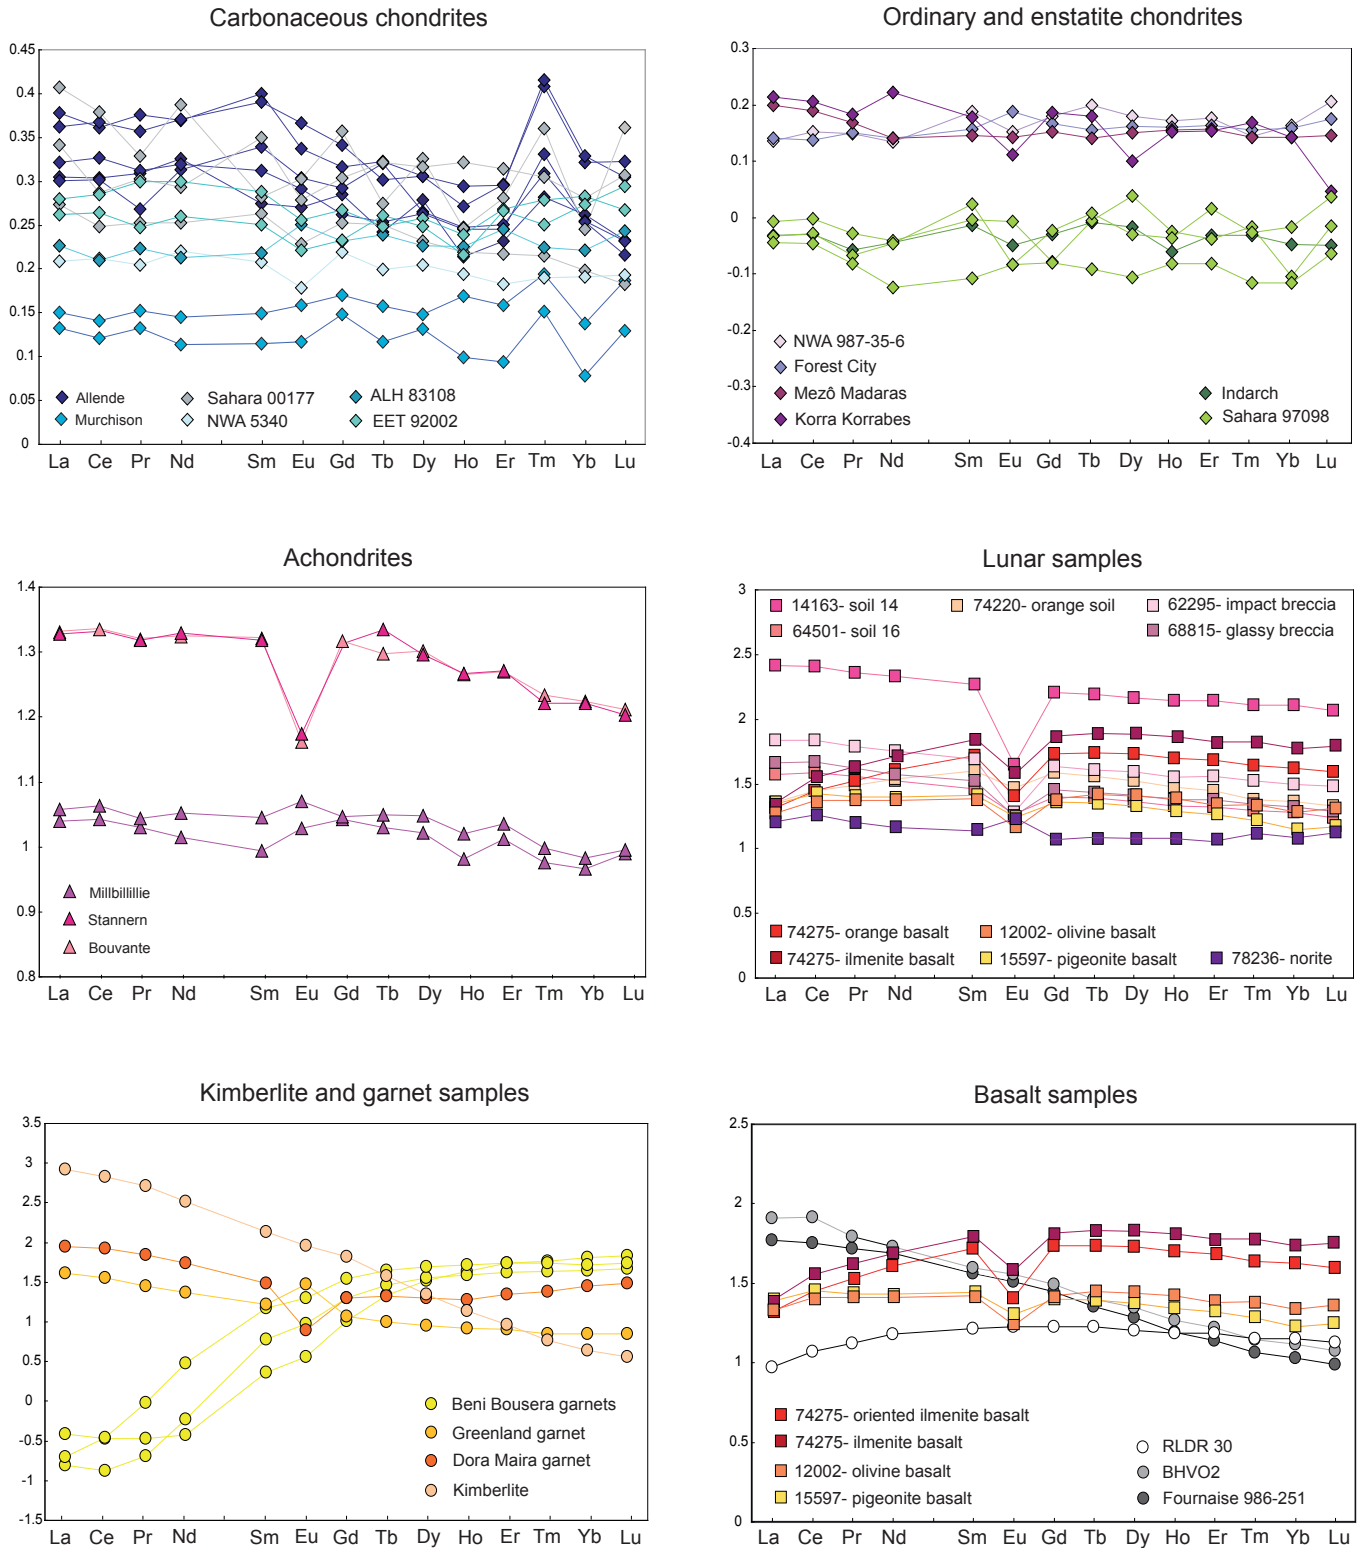 Carbonaceous chondrites
0.45
0.4
0.35
0.3
0.25
0.2
0.15
0.1
0.05
0
Allende
Murchison
Sahara 00177
NWA 5340
ALH 83108
EET 92002
La Ce Pr Nd Sm Eu Gd Tb Dy Ho Er Tm Yb Lu
Ordinary and enstatite chondrites
0.3
0.2
0.1
0
-0.1
-0.2
-0.3
-0.4
NWA 987-35-6
Forest City
Mezô Madaras
Korra Korrabes
Indarch
Sahara 97098
La Ce Pr Nd Sm Eu Gd Tb Dy Ho Er Tm Yb Lu
Achondrites
1.4
1.3
1.2
1.1
1
0.9
0.8
Millbillillie
Stannern
Bouvante
La Ce Pr Nd Sm Eu Gd Tb Dy Ho Er Tm Yb Lu
Lunar samples
3
2.5
2
1.5
1
0.5
0
14163- soil 14
64501- soil 16
74220- orange soil
62295- impact breccia
68815- glassy breccia
74275- orange basalt
74275- ilmenite basalt
12002- olivine basalt
15597- pigeonite basalt
78236- norite
La Ce Pr Nd Sm Eu Gd Tb Dy Ho Er Tm Yb Lu
Kimberlite and garnet samples
3.5
3
2.5
2
1.5
1
0.5
0
-0.5
-1
-1.5
Beni Bousera garnets
Greenland garnet
Dora Maira garnet
Kimberlite
La Ce Pr Nd Sm Eu Gd Tb Dy Ho Er Tm Yb Lu
Basalt samples
2.5
2
1.5
1
0.5
0
74275- oriented ilmenite basalt
74275- ilmenite basalt
12002- olivine basalt
15597- pigeonite basalt
RLDR 30
BHVO2
Fournaise 986-251
La Ce Pr Nd Sm Eu Gd Tb Dy Ho Er Tm Yb Lu